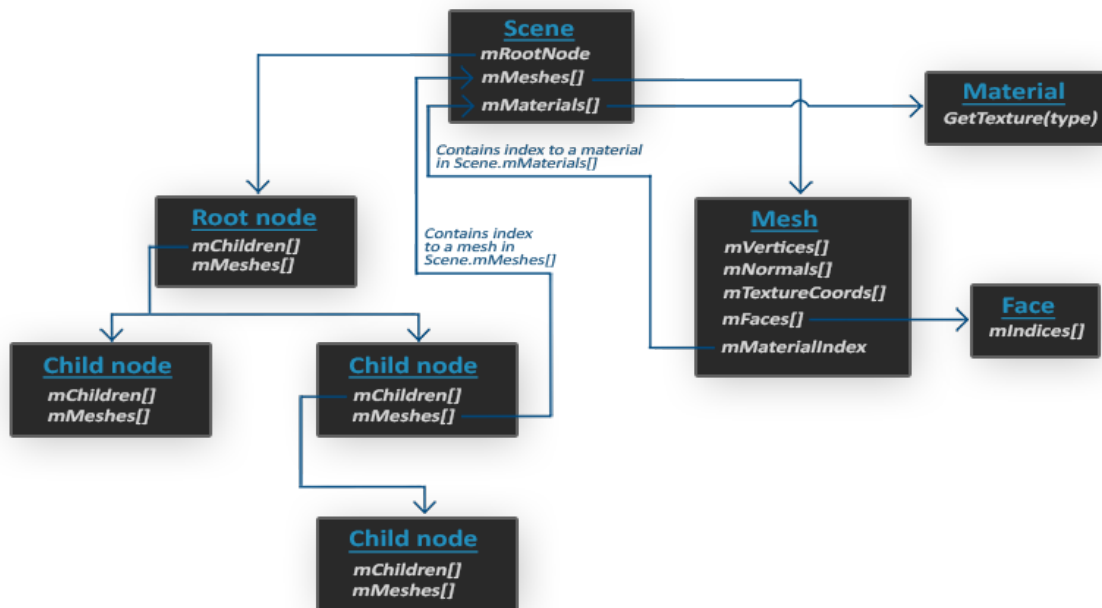 Scene
mRootNode
mMeshes[]
mMaterials[]
Material
GetTexture(type)
Contains index to a material
in Scene.mMaterials[]
Root node
mChildren[]
mMeshes[]
Contains index
to a mesh in
Scene.mMeshes[]
Mesh
mVertices[]
mNormals[]
mTextureCoords[]
mFaces[]
mMaterialIndex
Face
mIndices[]
Child node
mChildren[]
mMeshes[]
Child node
mChildren[]
mMeshes[]
Child node
mChildren[]
mMeshes[]